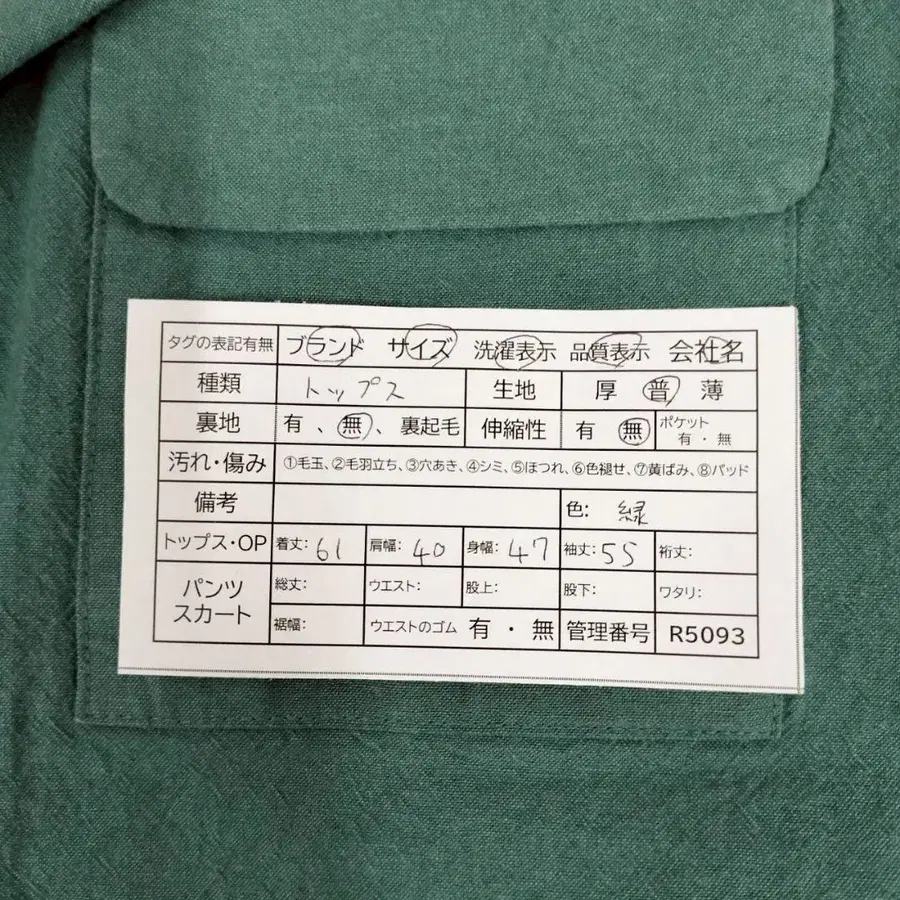 タグの表記有無 ブランド サイズ 洗濯表示 品質表示 会社名
種類 トップス 生地 厚 普 薄
裏地 有 、無 、裏起毛 伸縮性 有 無 ポケット 有・無
汚れ・傷み ①毛玉、②毛羽立ち、③穴あき、④シミ、⑤ほつれ、⑥色褪せ、⑦黄ばみ、⑧パッド
備考 色: 緑
トップス・OP 着丈: 61 肩幅: 40 身幅: 47 袖丈: 55 裄丈:
パンツ スカート 総丈: ウエスト: 股上: 股下: ワタリ:
裾幅: ウエストのゴム 有・無 管理番号 R5093